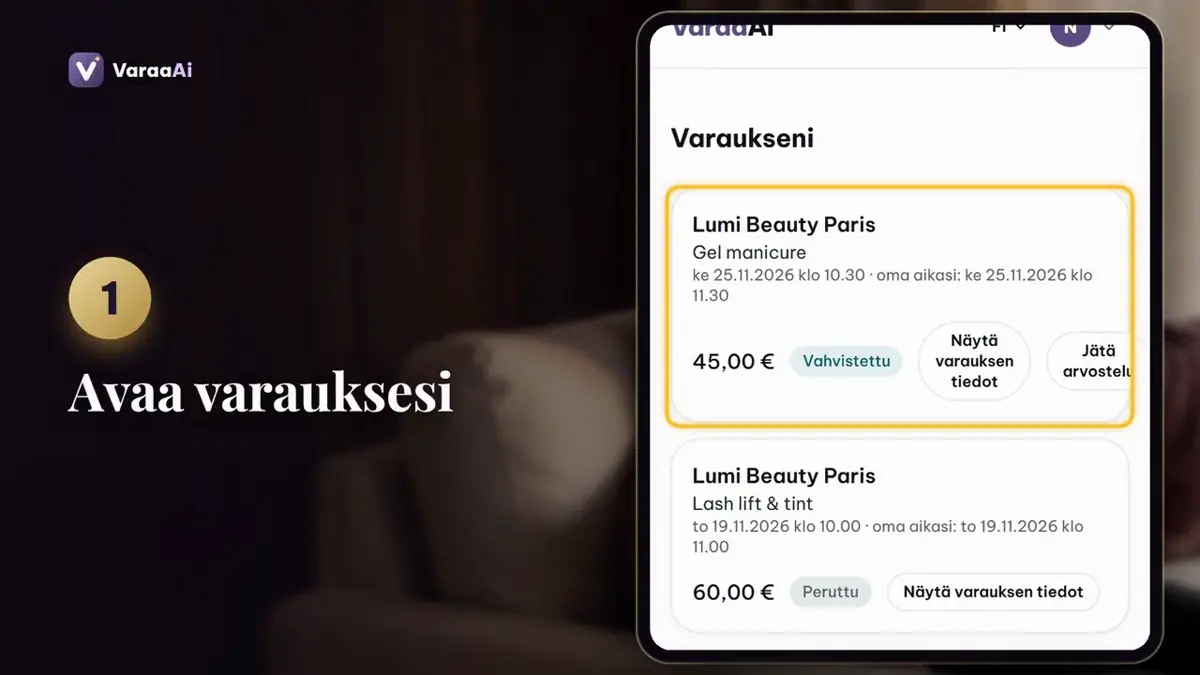 VaraaAi
1
Avaa varauksesi
VaraaAi
FI
N
Varaukseni
Lumi Beauty Paris
Gel manicure
ke 25.11.2026 klo 10.30 · oma aikasi: ke 25.11.2026 klo
11.30
45,00 €
Vahvistettu
Näytä
varauksen
tiedot
Jätä
arvostelu
Lumi Beauty Paris
Lash lift & tint
to 19.11.2026 klo 10.00 · oma aikasi: to 19.11.2026 klo
11.00
60,00 €
Peruttu
Näytä varauksen tiedot